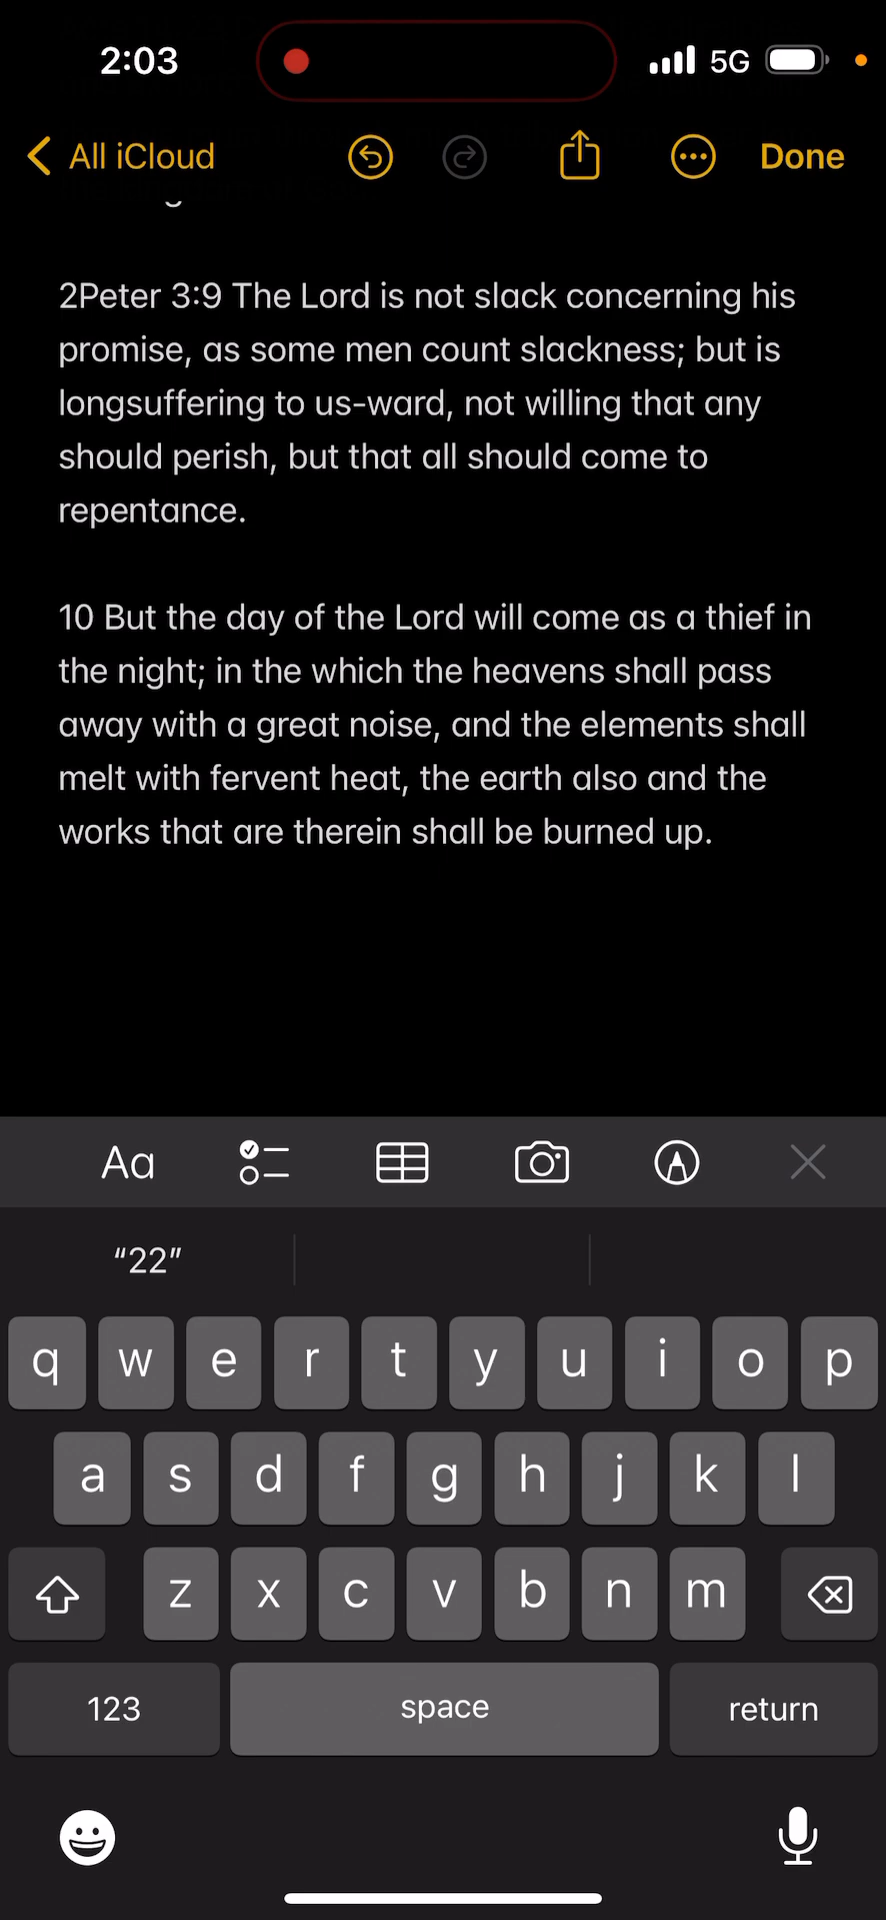 2:03 5G
All iCloud Done
2Peter 3:9 The Lord is not slack concerning his
promise, as some men count slackness; but is
longsuffering to us-ward, not willing that any
should perish, but that all should come to
repentance.
10 But the day of the Lord will come as a thief in
the night; in the which the heavens shall pass
away with a great noise, and the elements shall
melt with fervent heat, the earth also and the
works that are therein shall be burned up.
Aa
“22”
q w e r t y u i o p
a s d f g h j k l
z x c v b n m
123 space return